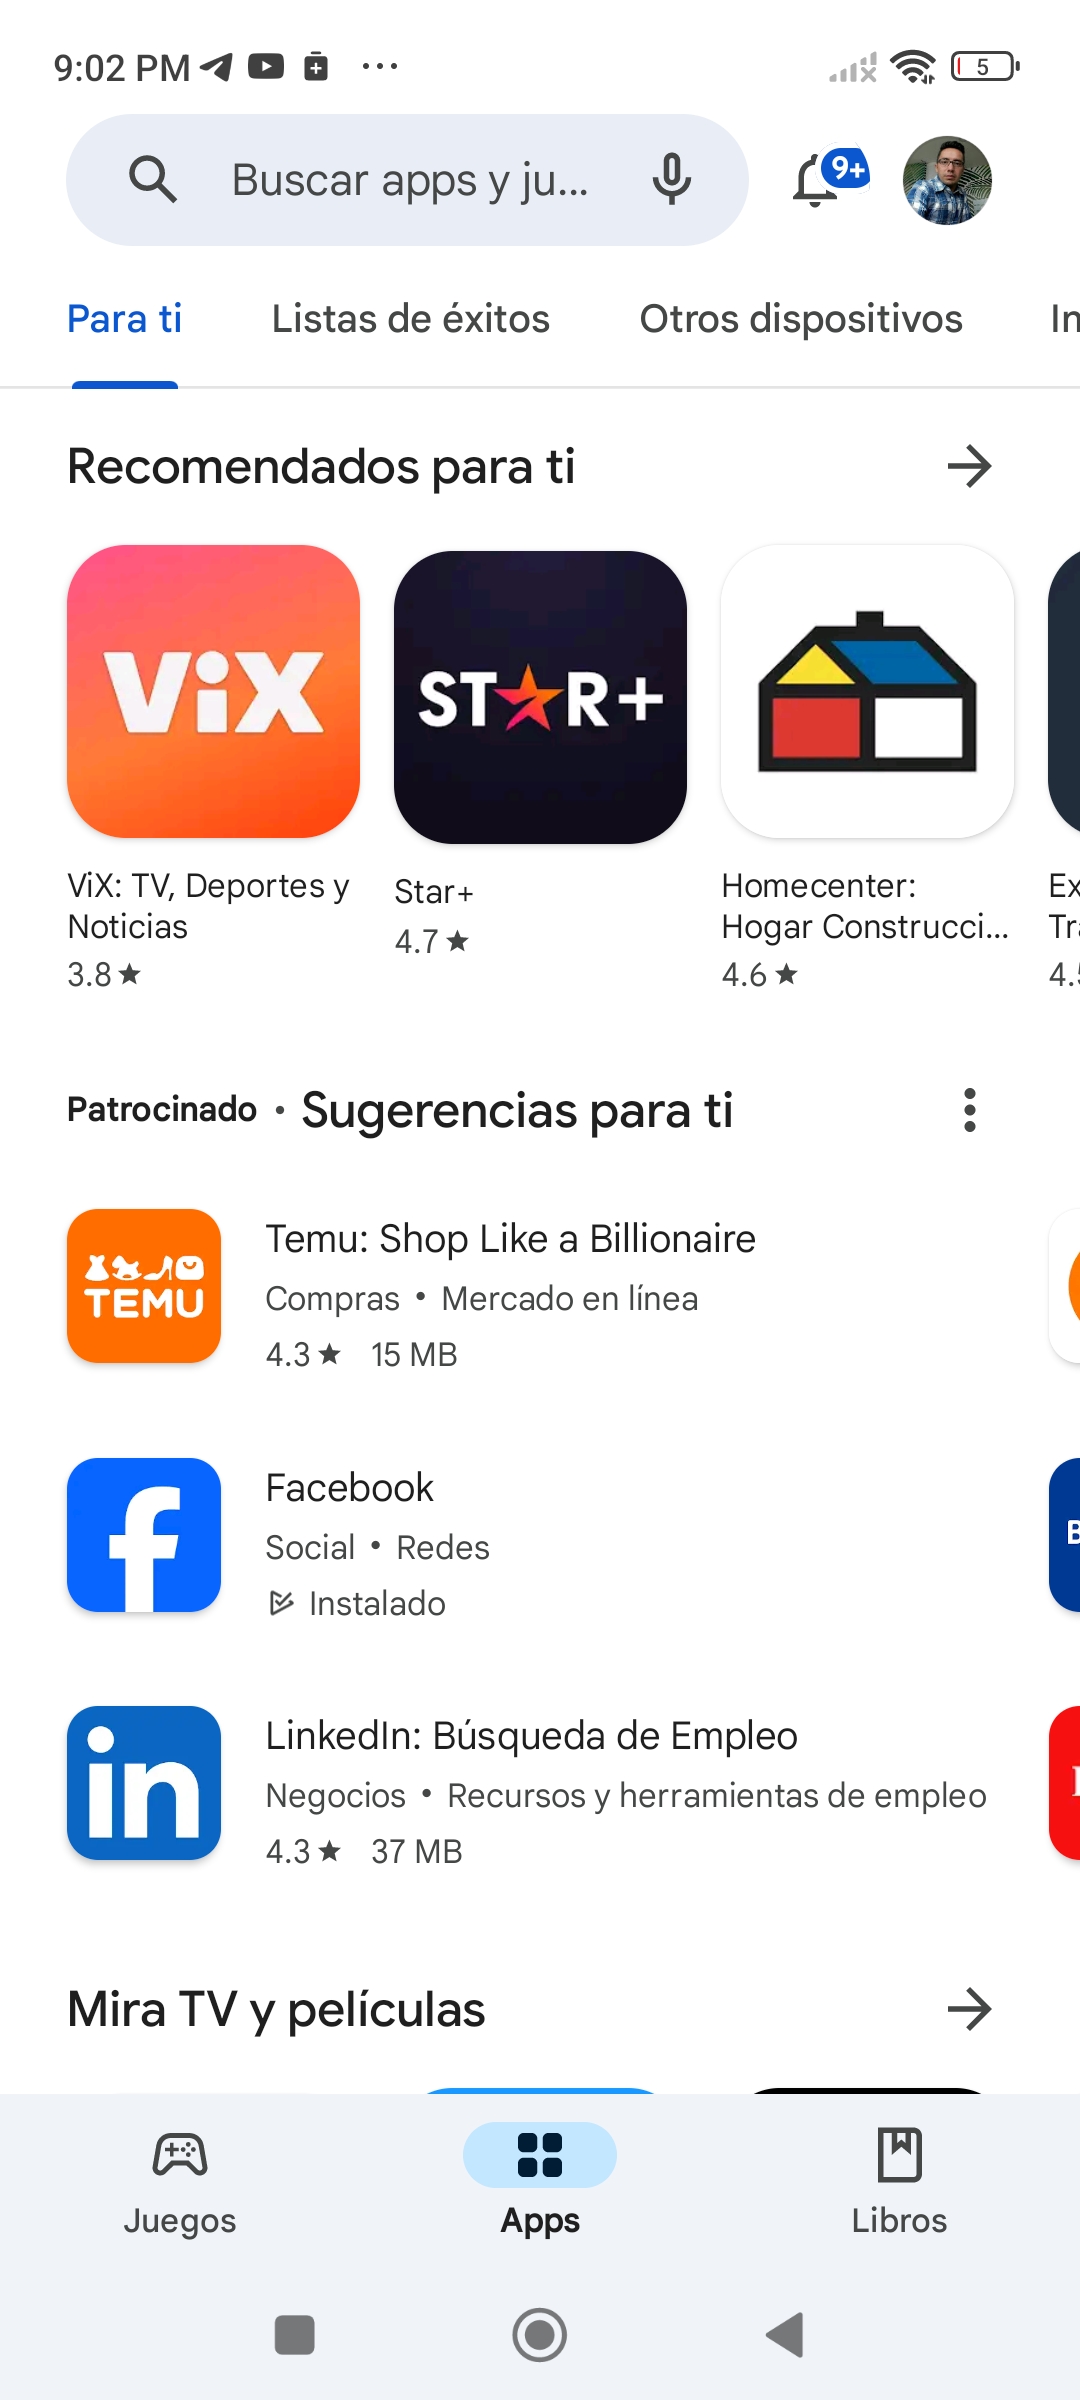 9:02 PM
5
Buscar apps y ju...
9+
Para ti
Listas de éxitos
Otros dispositivos
In
Recomendados para ti
ViX
ST★R+
ViX: TV, Deportes y
Noticias
3.8★
Star+
4.7★
Homecenter:
Hogar Construcci...
4.6★
Ex
Tra
4.5
Patrocinado • Sugerencias para ti
TEMU
Temu: Shop Like a Billionaire
Compras • Mercado en línea
4.3★ 15 MB
Facebook
Social • Redes
Instalado
B
in
LinkedIn: Búsqueda de Empleo
Negocios • Recursos y herramientas de empleo
4.3★ 37 MB
Mira TV y películas
Juegos
Apps
Libros